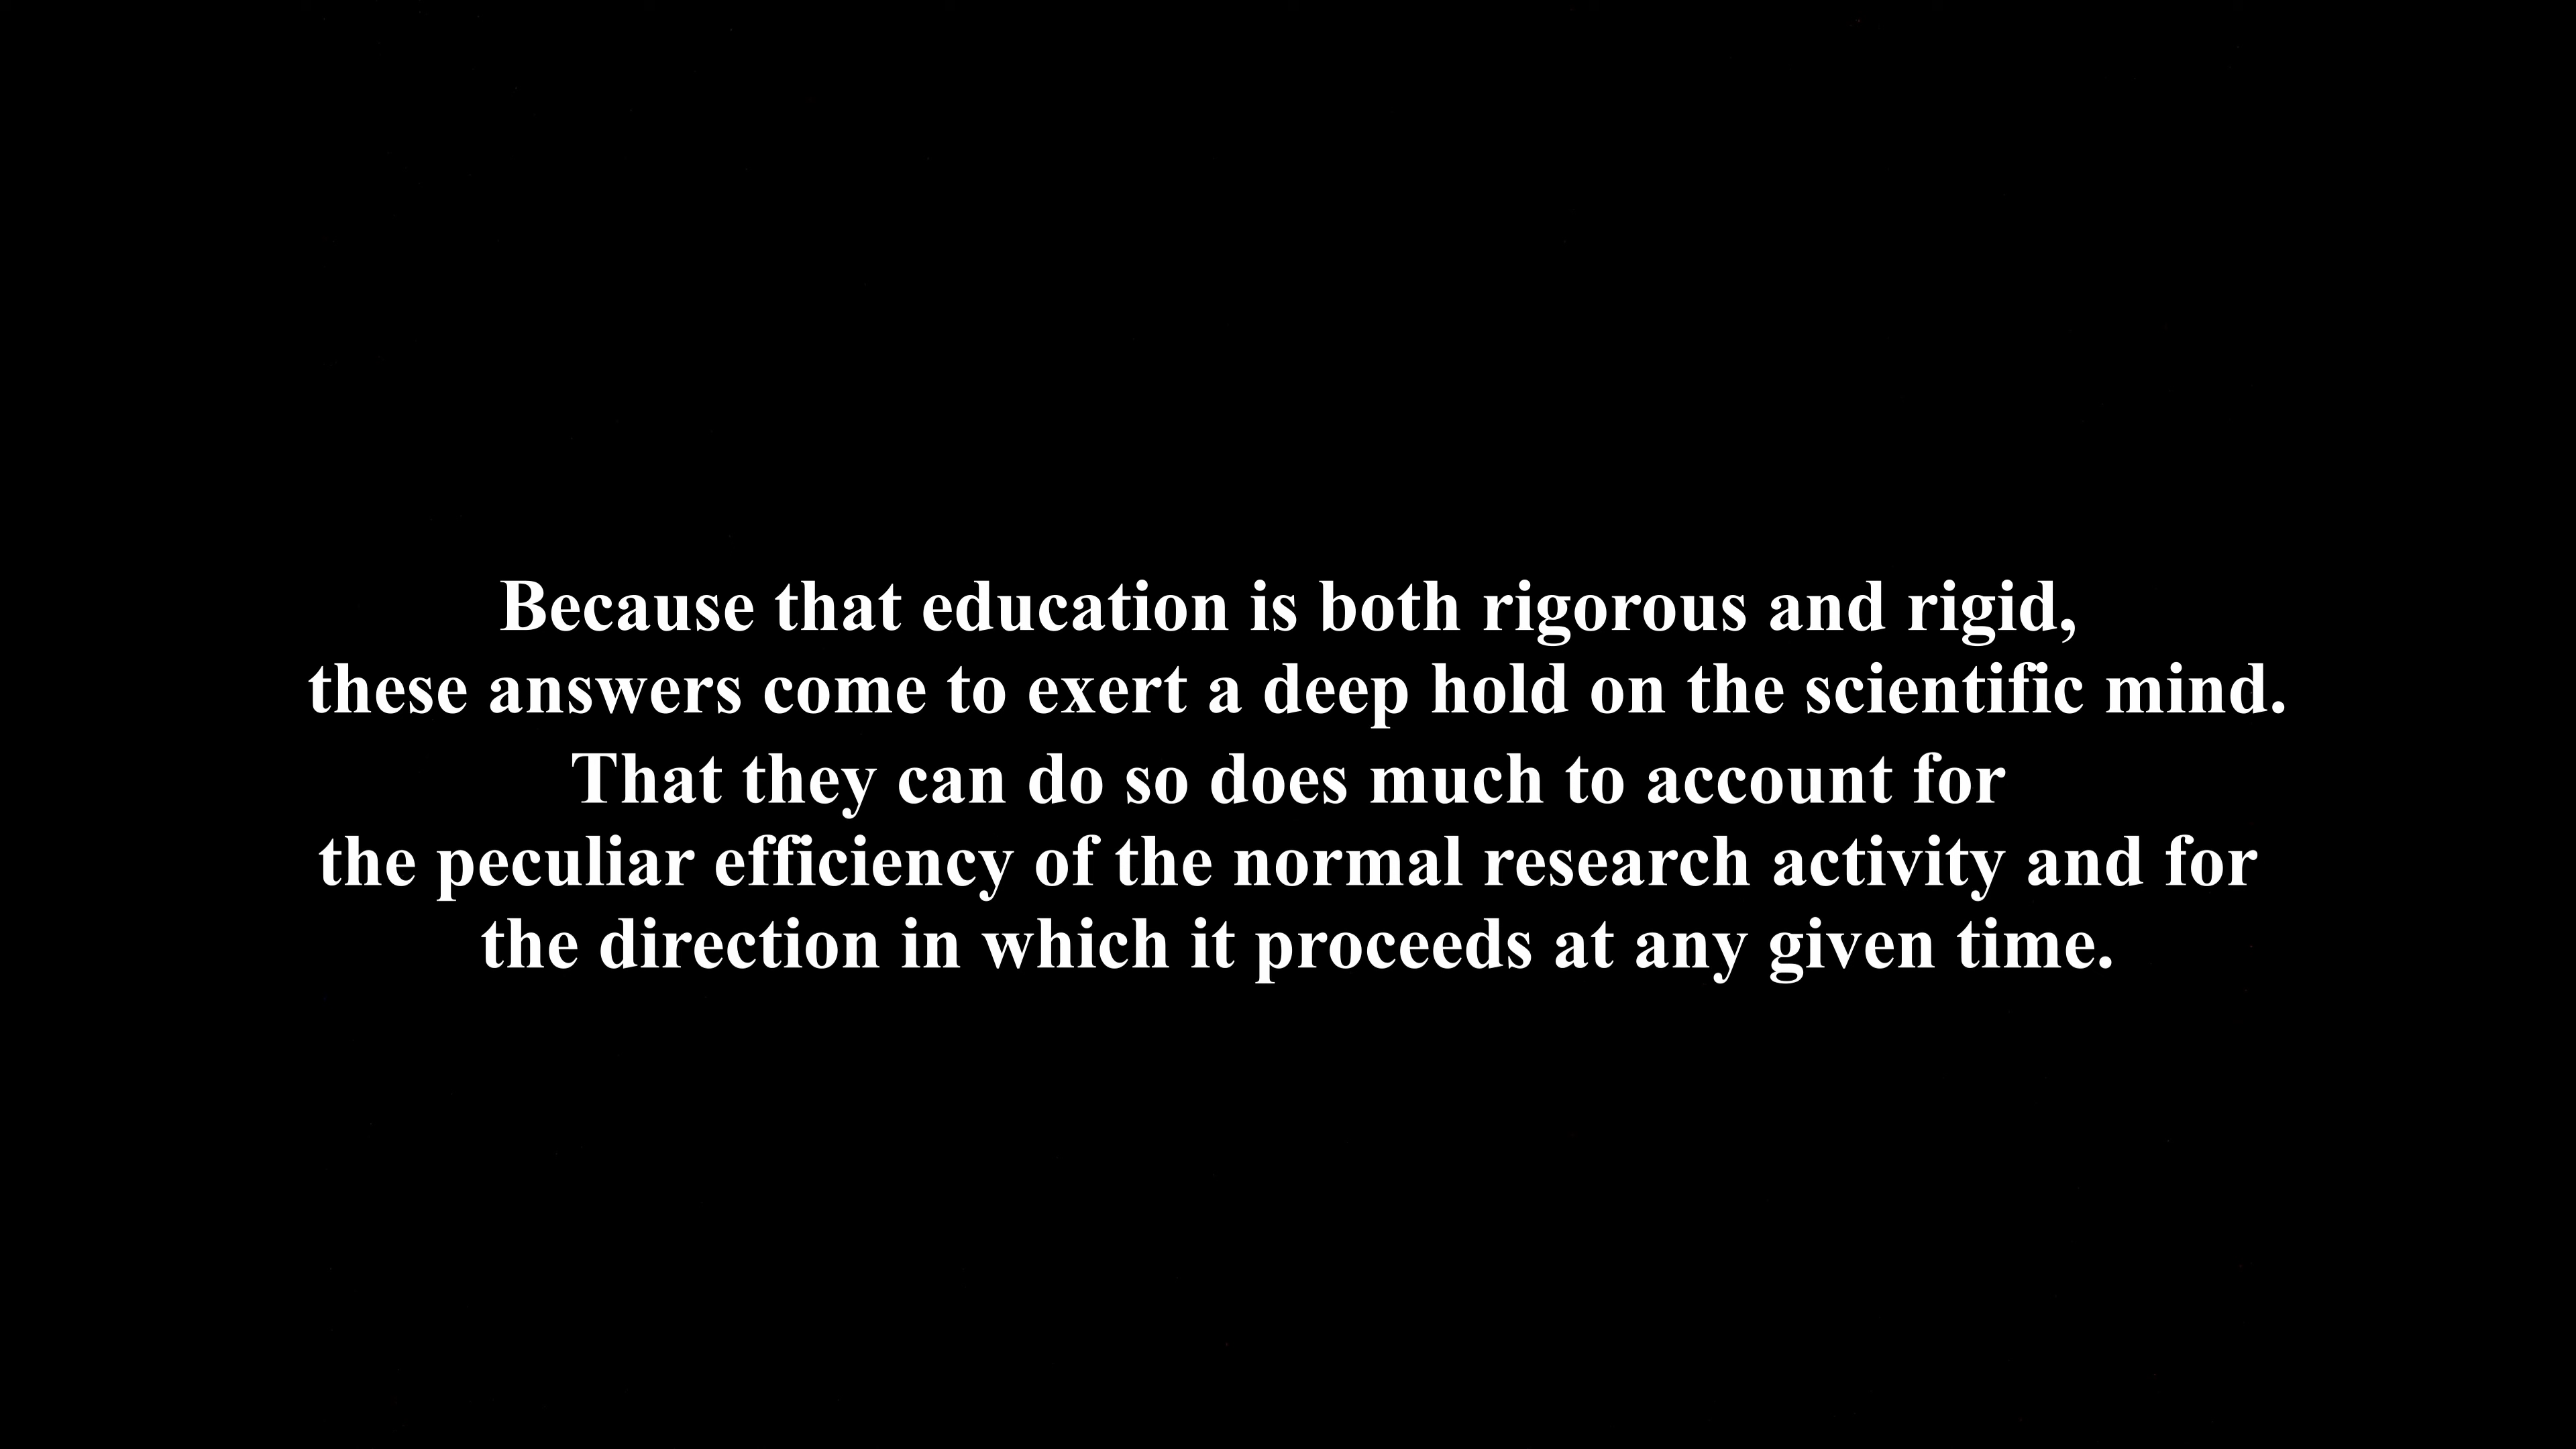 Because that education is both rigorous and rigid,
these answers come to exert a deep hold on the scientific mind.
That they can do so does much to account for
the peculiar efficiency of the normal research activity and for
the direction in which it proceeds at any given time.